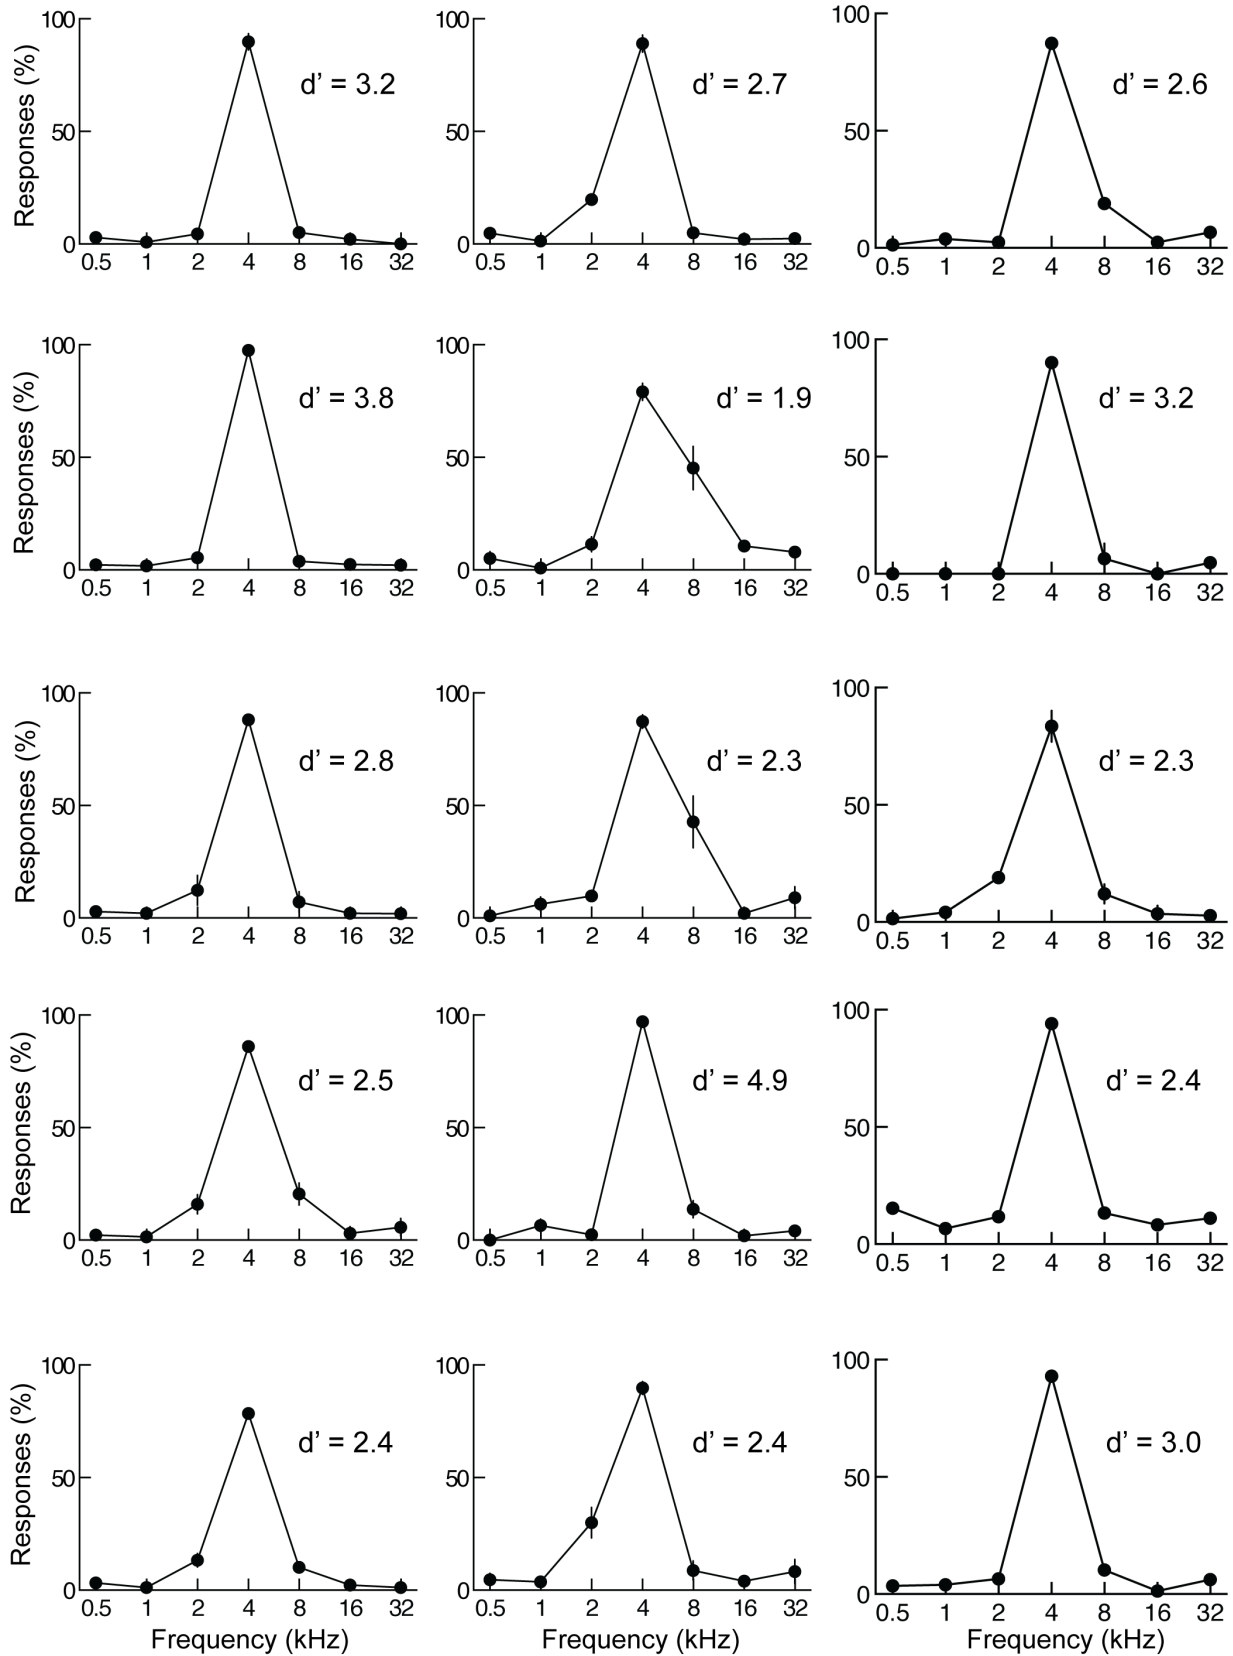 100 100 100
Responses (%) d’ = 3.2 d’ = 2.7 d’ = 2.6
50 50 50
0 0 0
0.5 1 2 4 8 16 32 0.5 1 2 4 8 16 32 0.5 1 2 4 8 16 32
100 100 100
Responses (%) d’ = 3.8 d’ = 1.9 d’ = 3.2
50 50 50
0 0 0
0.5 1 2 4 8 16 32 0.5 1 2 4 8 16 32 0.5 1 2 4 8 16 32
100 100 100
Responses (%) d’ = 2.8 d’ = 2.3 d’ = 2.3
50 50 50
0 0 0
0.5 1 2 4 8 16 32 0.5 1 2 4 8 16 32 0.5 1 2 4 8 16 32
100 100 100
Responses (%) d’ = 2.5 d’ = 4.9 d’ = 2.4
50 50 50
0 0 0
0.5 1 2 4 8 16 32 0.5 1 2 4 8 16 32 0.5 1 2 4 8 16 32
100 100 100
Responses (%) d’ = 2.4 d’ = 2.4 d’ = 3.0
50 50 50
0 0 0
0.5 1 2 4 8 16 32 0.5 1 2 4 8 16 32 0.5 1 2 4 8 16 32
Frequency (kHz) Frequency (kHz) Frequency (kHz)